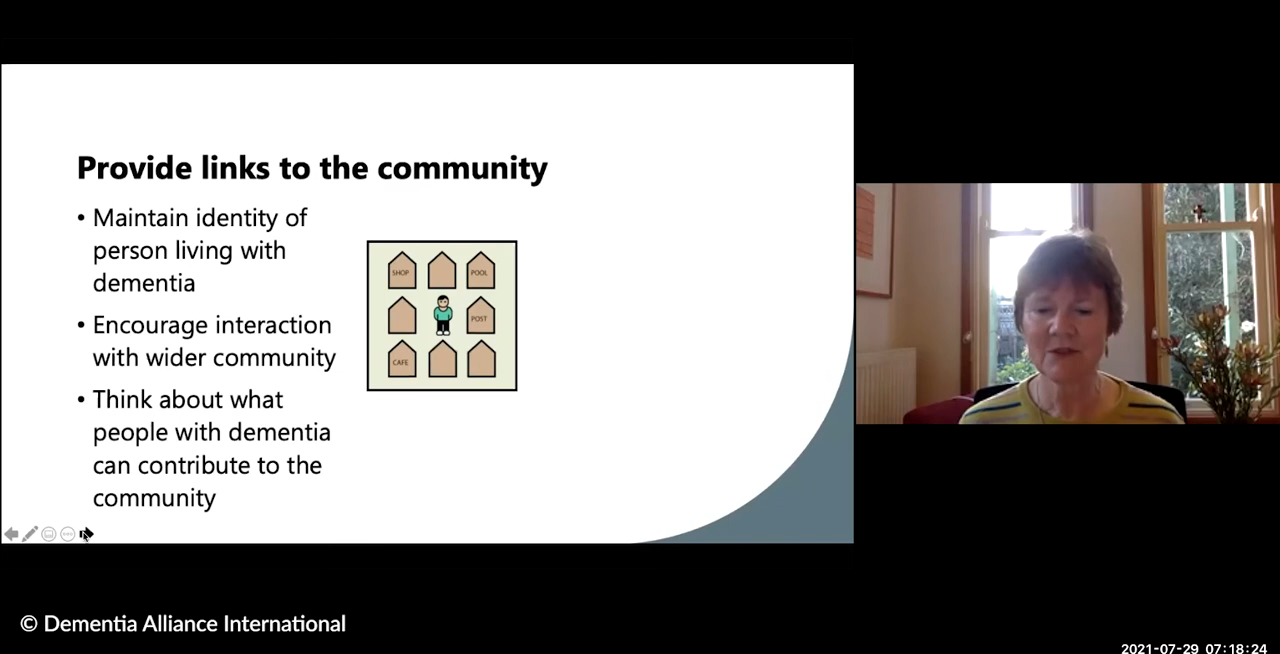 Provide links to the community
• Maintain identity of
person living with
dementia
• Encourage interaction
with wider community
• Think about what
people with dementia
can contribute to the
community
SHOP
POOL
POST
CAFE
© Dementia Alliance International
2021-07-29 07:18:24